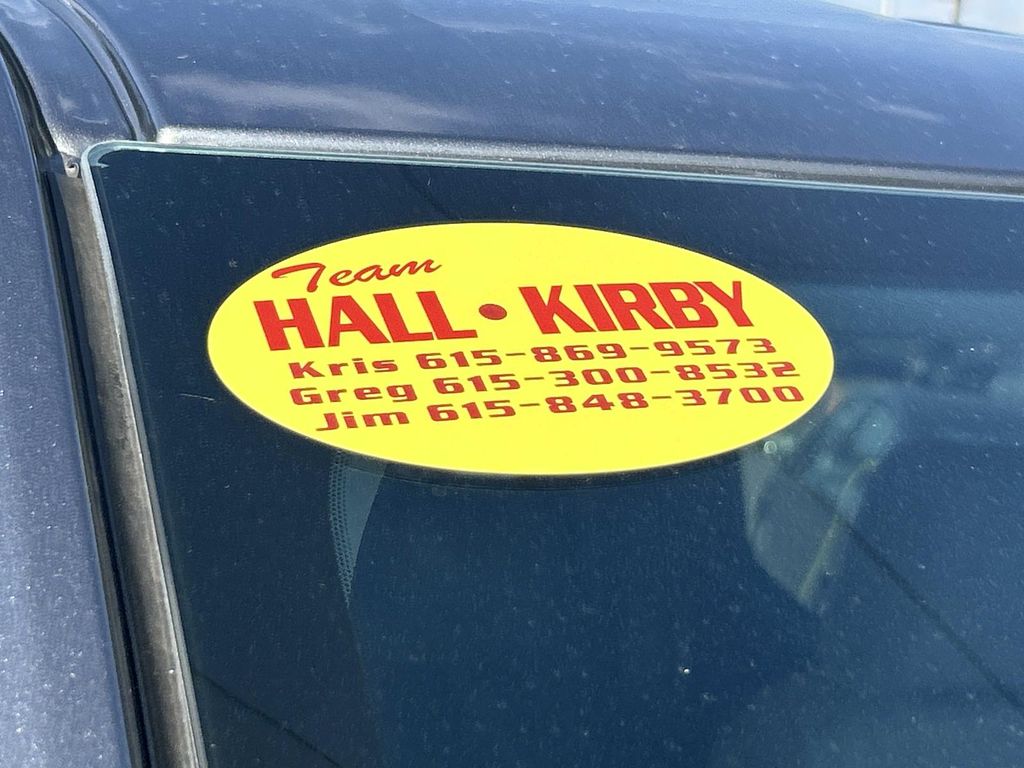 Team
HALL • KIRBY
Kris 615-869-9573
Greg 615-300-8532
Jim 615-848-3700